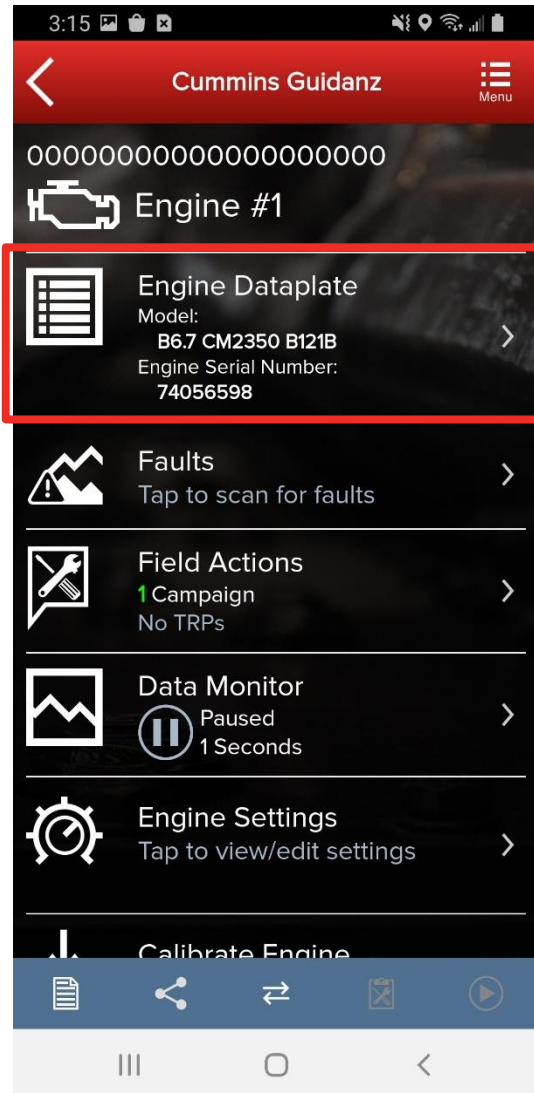 3:15
Cummins Guidanz
Menu
00000000000000000000
Engine #1
Engine Dataplate
Model:
B6.7 CM2350 B121B
Engine Serial Number:
74056598
Faults
Tap to scan for faults
Field Actions
1 Campaign
No TRPs
Data Monitor
Paused
1 Seconds
Engine Settings
Tap to view/edit settings
Calibrate Engine